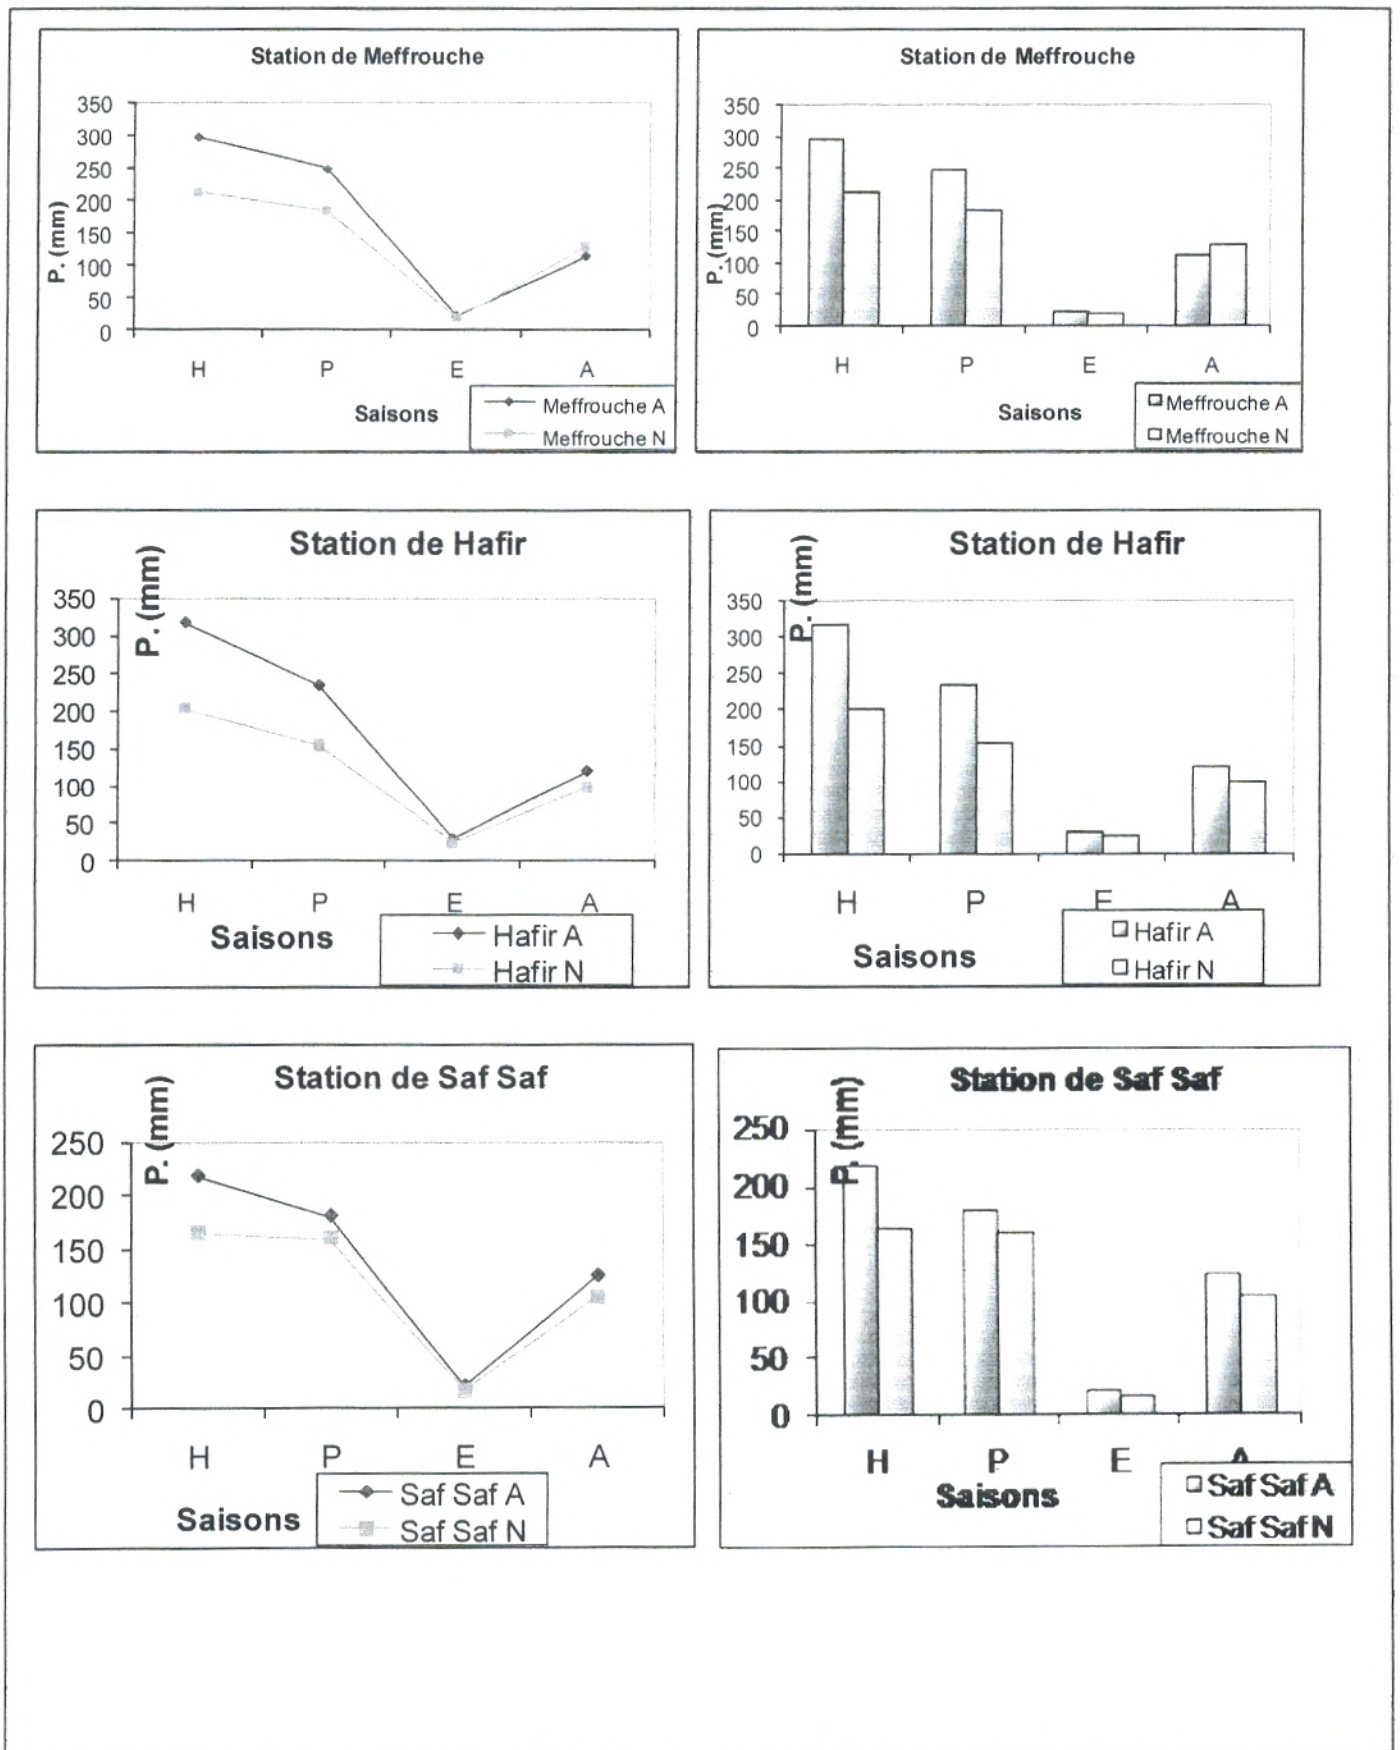 Station de Meffrouche
350
300
250
200
150
100
50
0
P. (mm)
H P E A
Saisons
Meffrouche A
Meffrouche N
Station de Meffrouche
350
300
250
200
150
100
50
0
P. (mm)
H P E A
Saisons
Meffrouche A
Meffrouche N
Station de Hafir
P. (mm)
350
300
250
200
150
100
50
0
H P E A
Saisons
Hafir A
Hafir N
Station de Hafir
P. (mm)
350
300
250
200
150
100
50
0
H P E A
Saisons
Hafir A
Hafir N
Station de Saf Saf
P. (mm)
250
200
150
100
50
0
H P E A
Saisons
Saf Saf A
Saf Saf N
Station de Saf Saf
P. (mm)
250
200
150
100
50
0
H P E A
Saisons
Saf Saf A
Saf Saf N